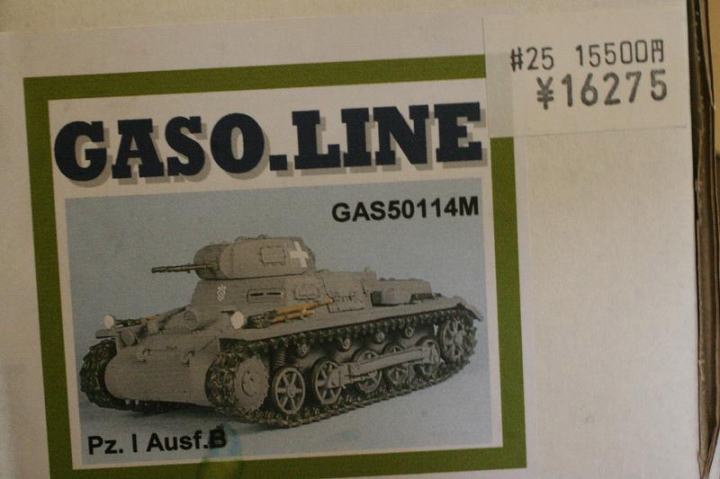 #25 15500円
¥16275
GASO.LINE
GAS50114M
Pz. I Ausf.B